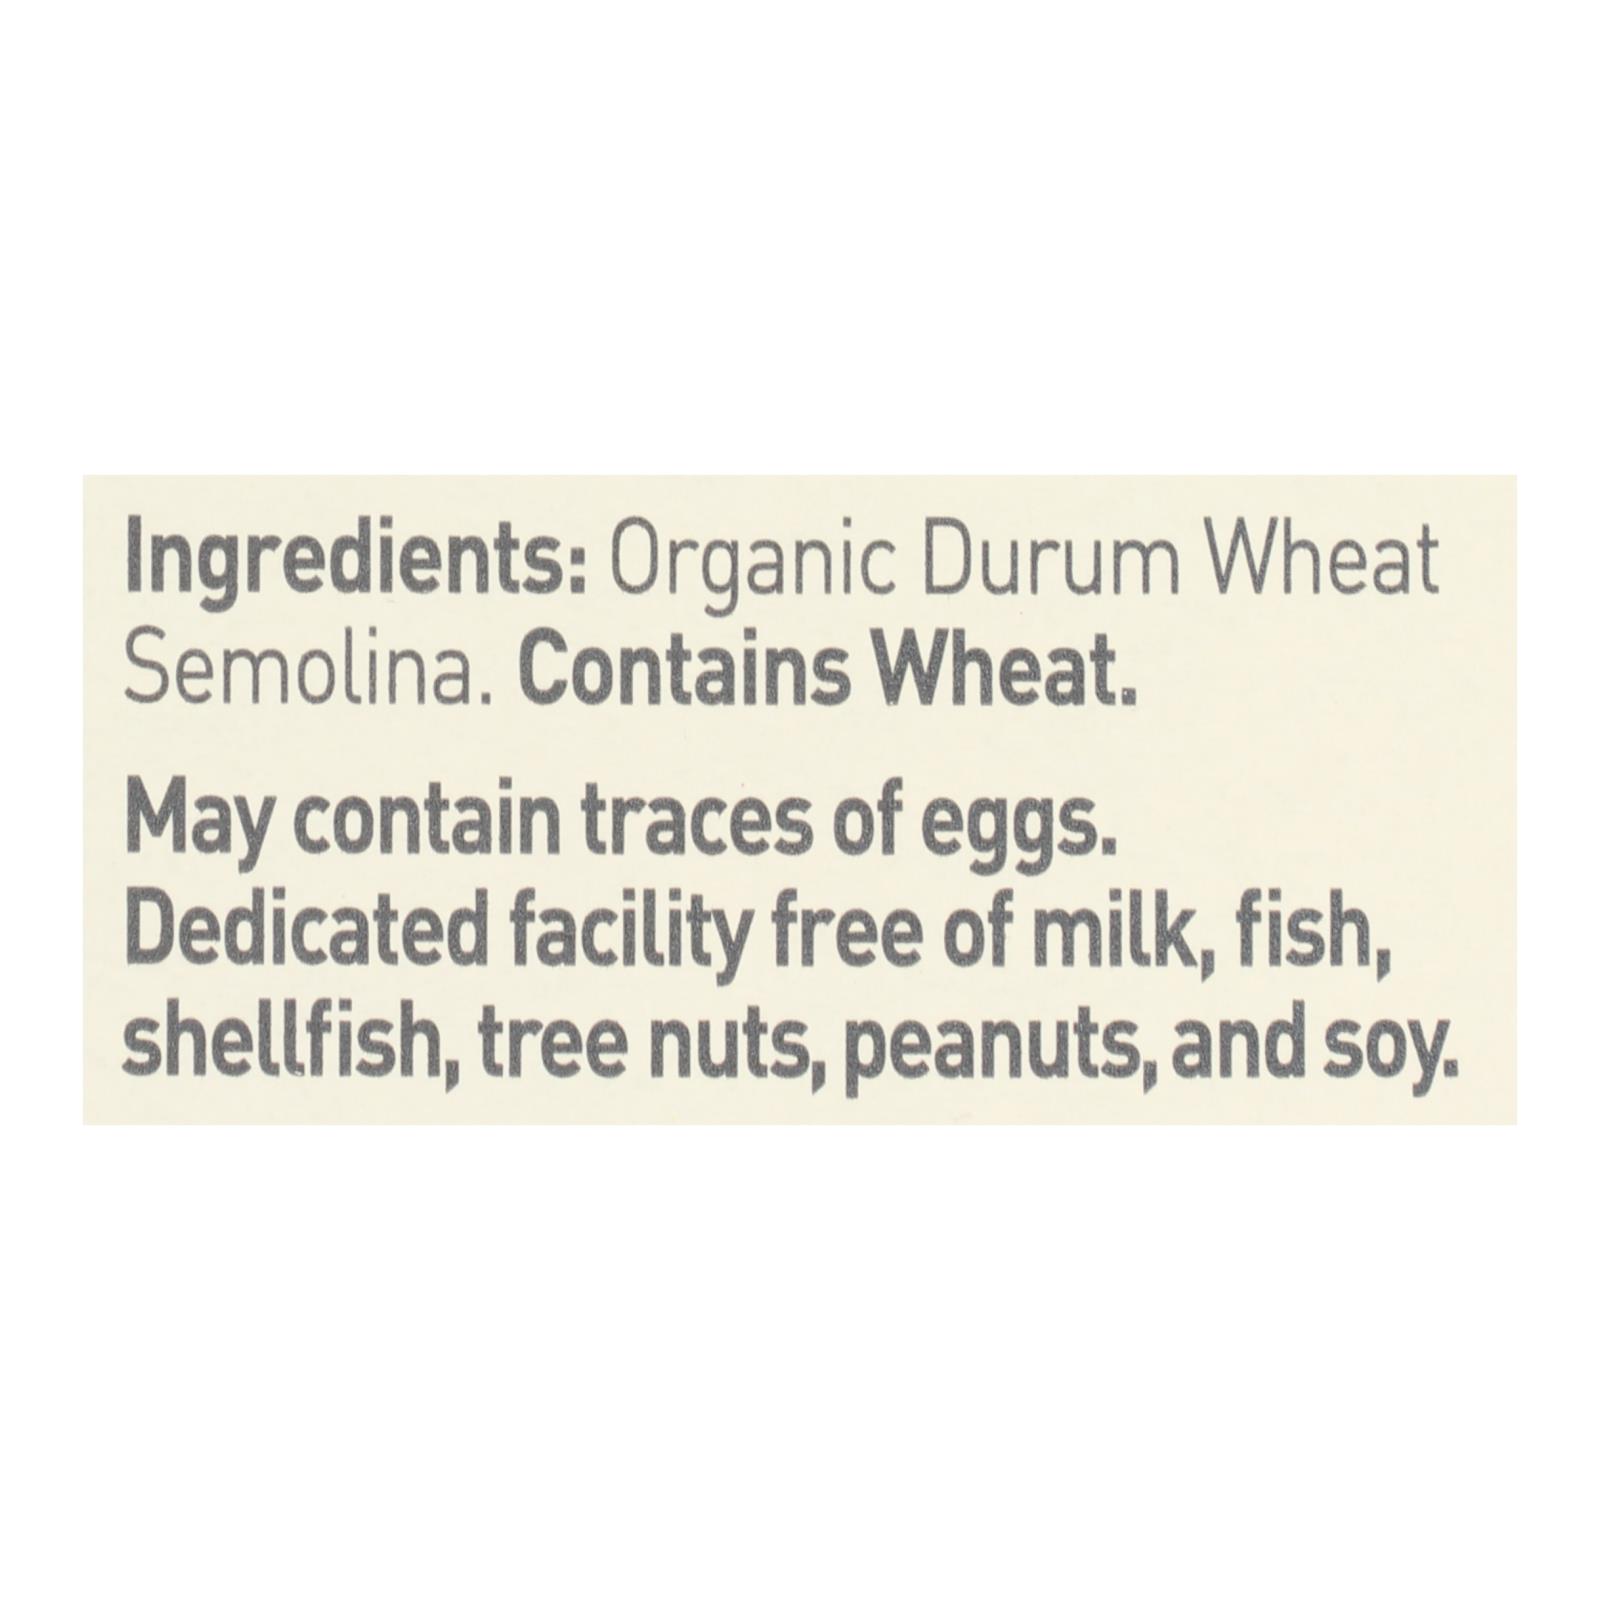 Ingredients: Organic Durum Wheat
Semolina. Contains Wheat.
May contain traces of eggs.
Dedicated facility free of milk, fish,
shellfish, tree nuts, peanuts, and soy.